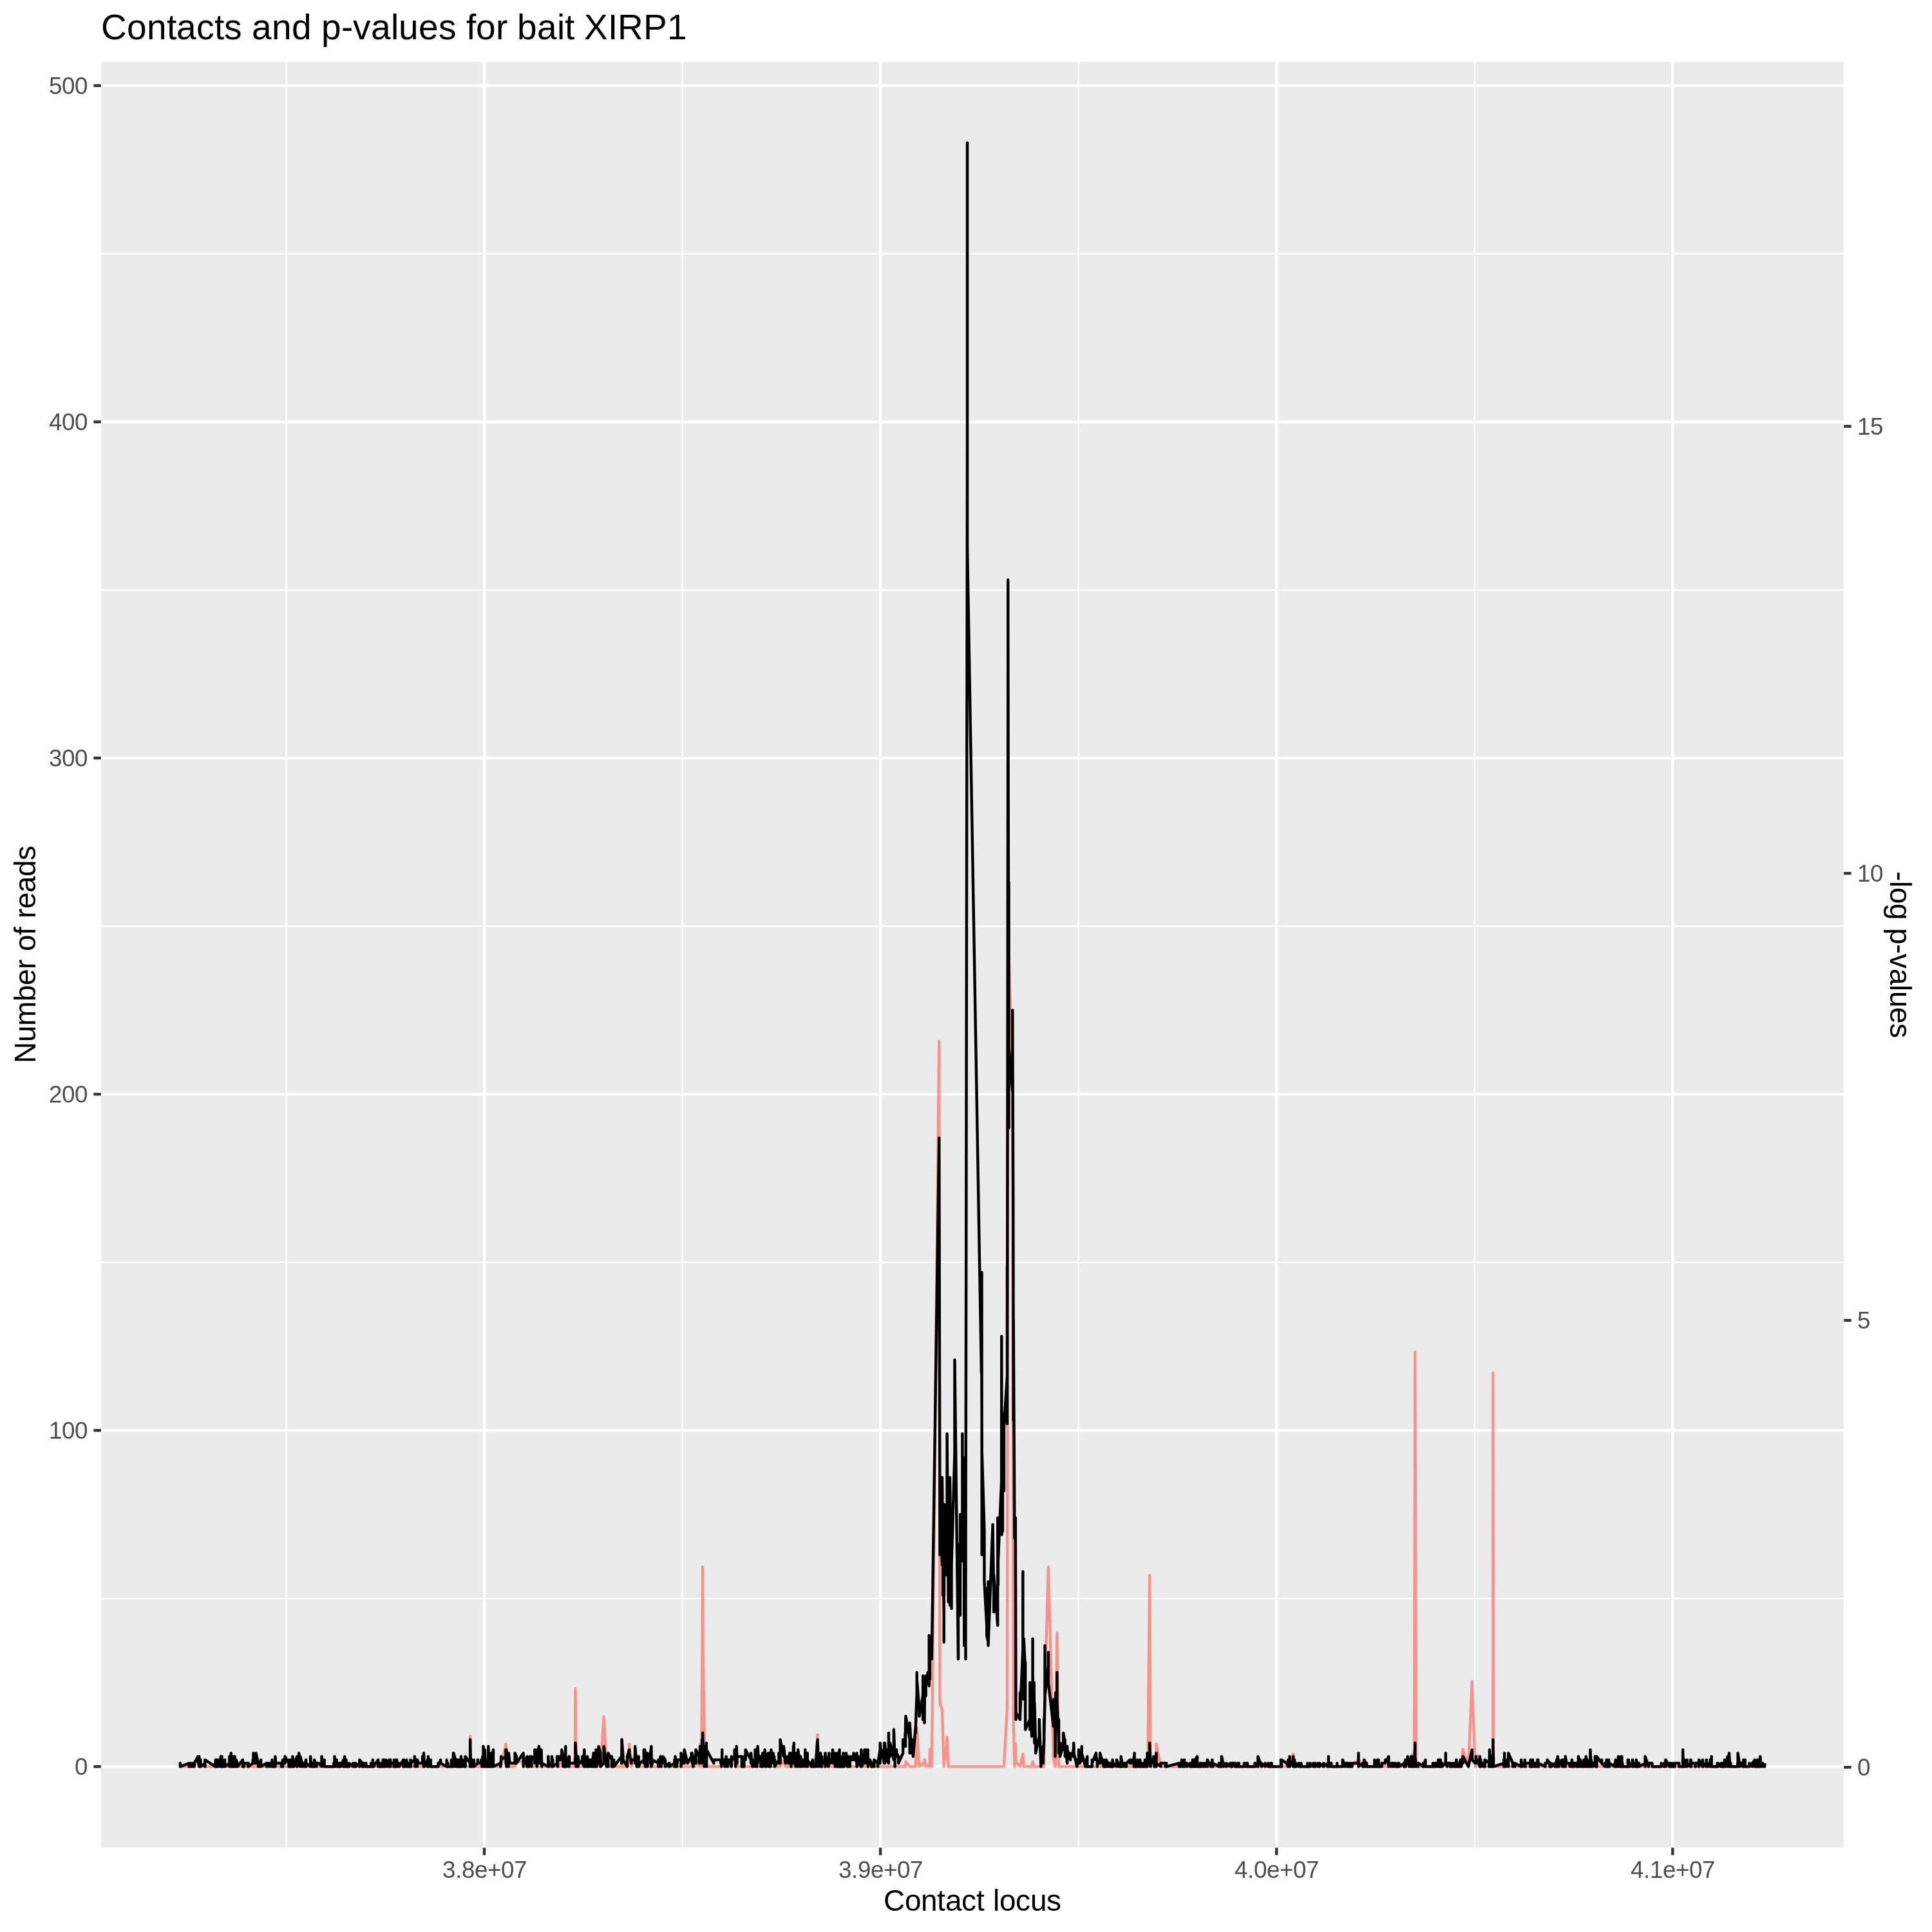 Contacts and p-values for bait XIRP1
500
400
300
200
100
0
Number of reads
15
10
5
0
-log p-values
3.8e+07
3.9e+07
4.0e+07
4.1e+07
Contact locus